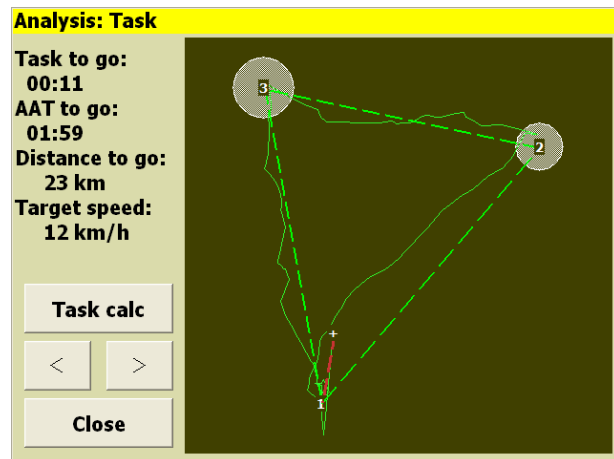 Analysis: Task
Task to go:
00:11
AAT to go:
01:59
Distance to go:
23 km
Target speed:
12 km/h
Task calc
< >
Close
3
2
+
1